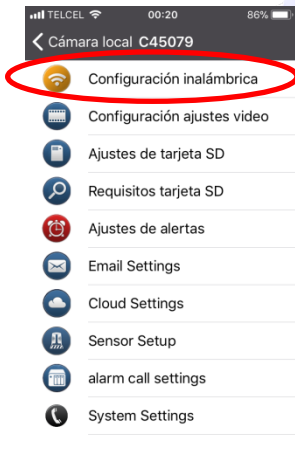 TELCEL 00:20 86%
Cámara local C45079
Configuración inalámbrica
Configuración ajustes video
Ajustes de tarjeta SD
Requisitos tarjeta SD
Ajustes de alertas
Email Settings
Cloud Settings
Sensor Setup
alarm call settings
System Settings